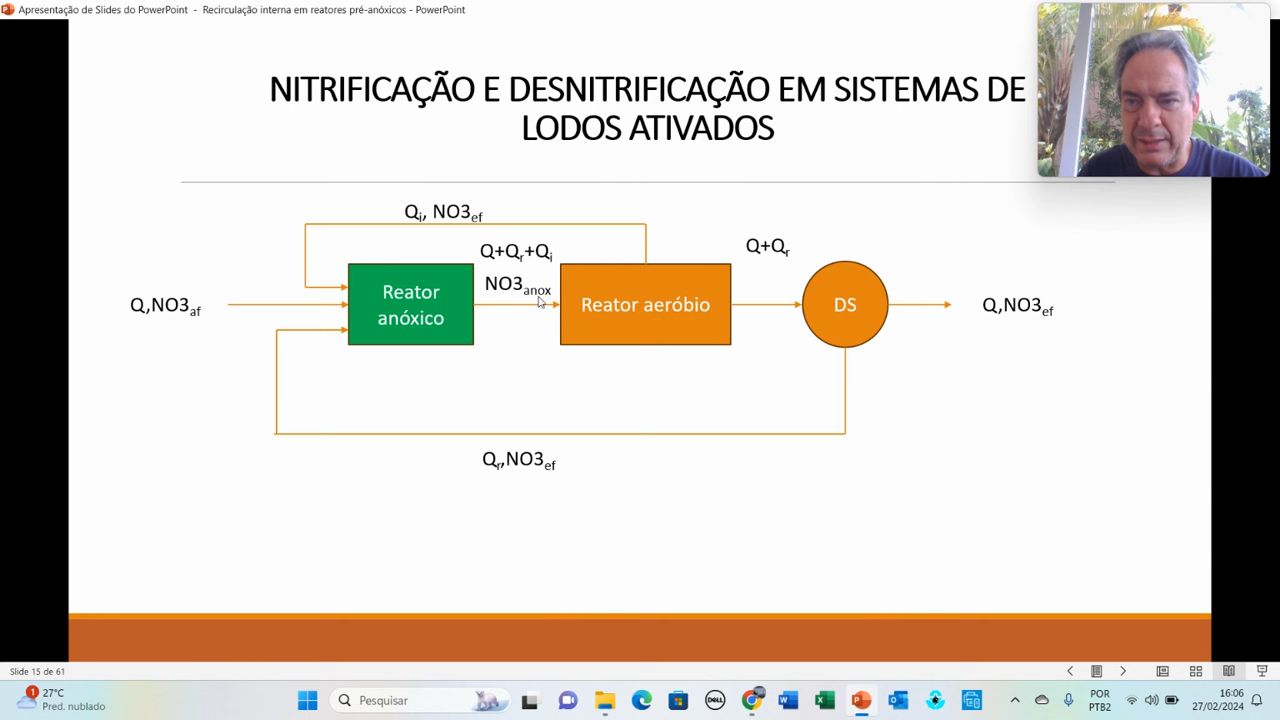 Apresentação de Slides do PowerPoint - Recirculação interna em reatores pré-anóxicos - PowerPoint
NITRIFICAÇÃO E DESNITRIFICAÇÃO EM SISTEMAS DE
LODOS ATIVADOS
Qi, NO3ef
Q+Qr+Qi
NO3anox
Q+Qr
Q,NO3af
Reator
anóxico
Reator aeróbio
DS
Q,NO3ef
Qr,NO3ef
Slide 15 de 61
1
27°C
Pred. nublado
Pesquisar
DELL
POR
PTB2
16:06
27/02/2024